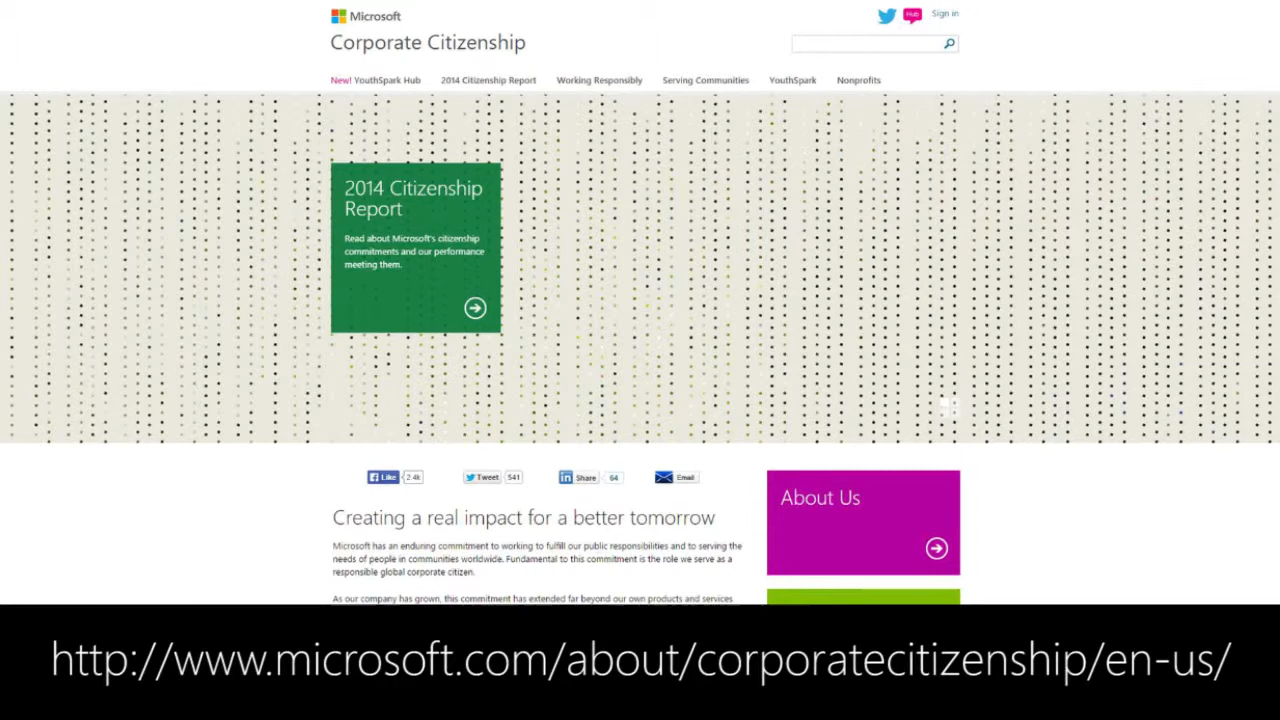 Microsoft
Hub
Sign in
Corporate Citizenship
New! YouthSpark Hub 2014 Citizenship Report Working Responsibly Serving Communities YouthSpark Nonprofits
2014 Citizenship
Report
Read about Microsoft's citizenship
commitments and our performance
meeting them.
Like 2.4k Tweet 541 Share 64 Email
Creating a real impact for a better tomorrow
Microsoft has an enduring commitment to working to fulfill our public responsibilities and to serving the
needs of people in communities worldwide. Fundamental to this commitment is the role we serve as a
responsible global corporate citizen.
As our company has grown, this commitment has extended far beyond our own products and services
About Us
http://www.microsoft.com/about/corporatecitizenship/en-us/